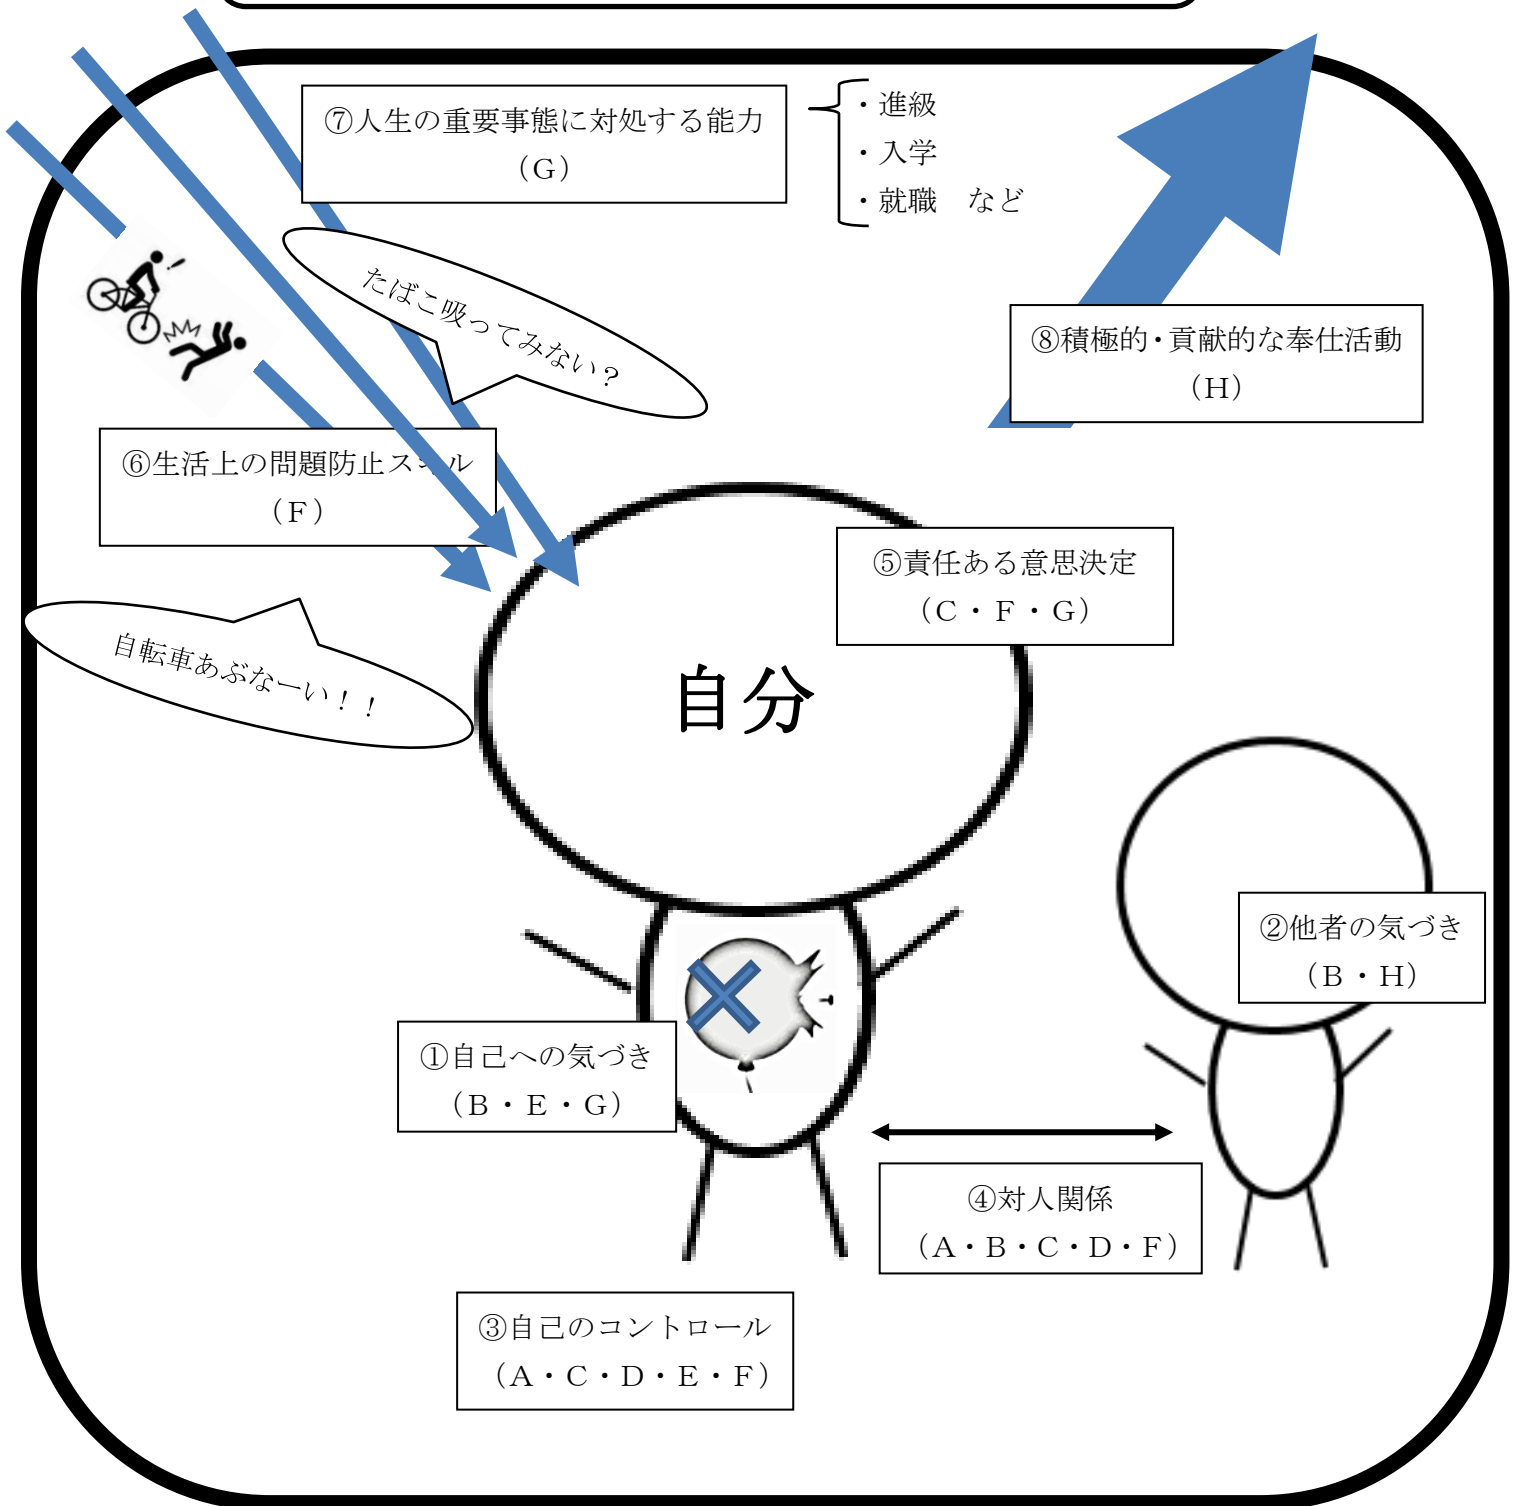 ⑦人生の重要事態に対処する能力
（G）
・進級
・入学
・就職　など
たばこ吸ってみない？
⑧積極的・貢献的な奉仕活動
（H）
⑥生活上の問題防止スキル
（F）
⑤責任ある意思決定
（C・F・G）
自転車あぶなーい！！
自分
②他者の気づき
（B・H）
①自己への気づき
（B・E・G）
④対人関係
（A・B・C・D・F）
③自己のコントロール
（A・C・D・E・F）